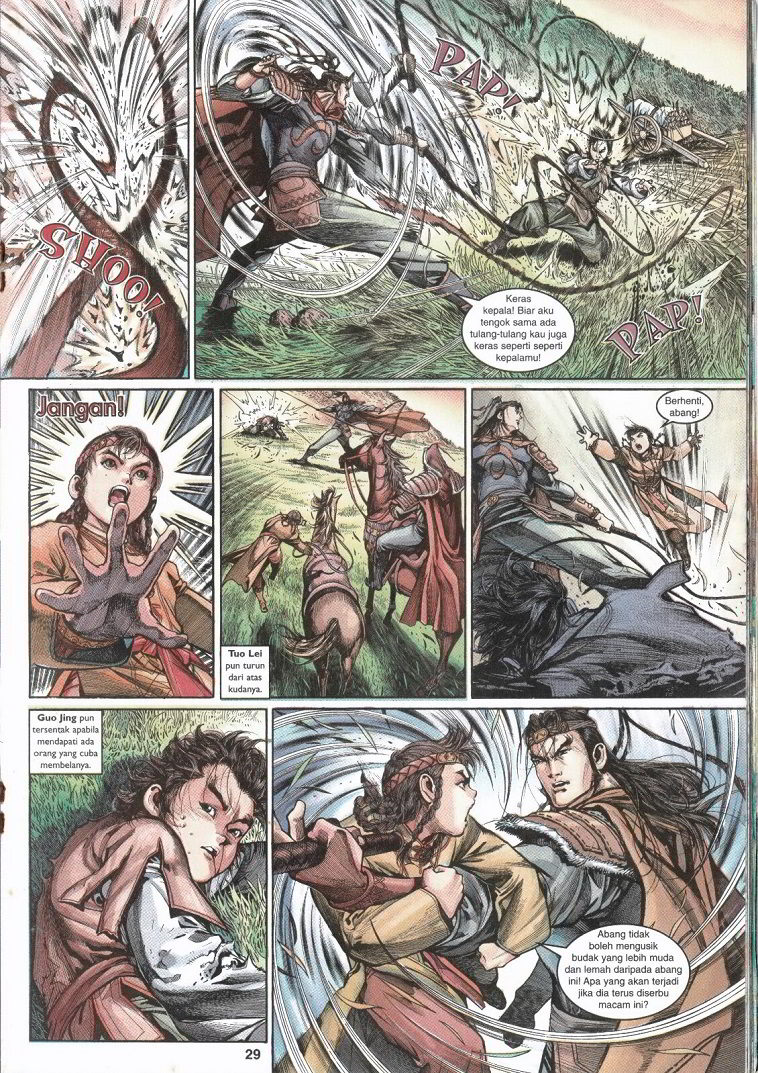 SHOO!
PAP!
PAP!
Keras
kepala! Biar aku
tengok sama ada
tulang-tulang kau juga
keras seperti seperti
kepalamu!
Jangan!
Tuo Lei
pun turun
dari atas
kudanya.
Berhenti,
abang!
Guo Jing pun
tersentak apabila
mendapati ada
orang yang cuba
membelanya.
Abang tidak
boleh mengusik
budak yang lebih muda
dan lemah daripada abang
ini! Apa yang akan terjadi
jika dia terus diserbu
macam ini?
29